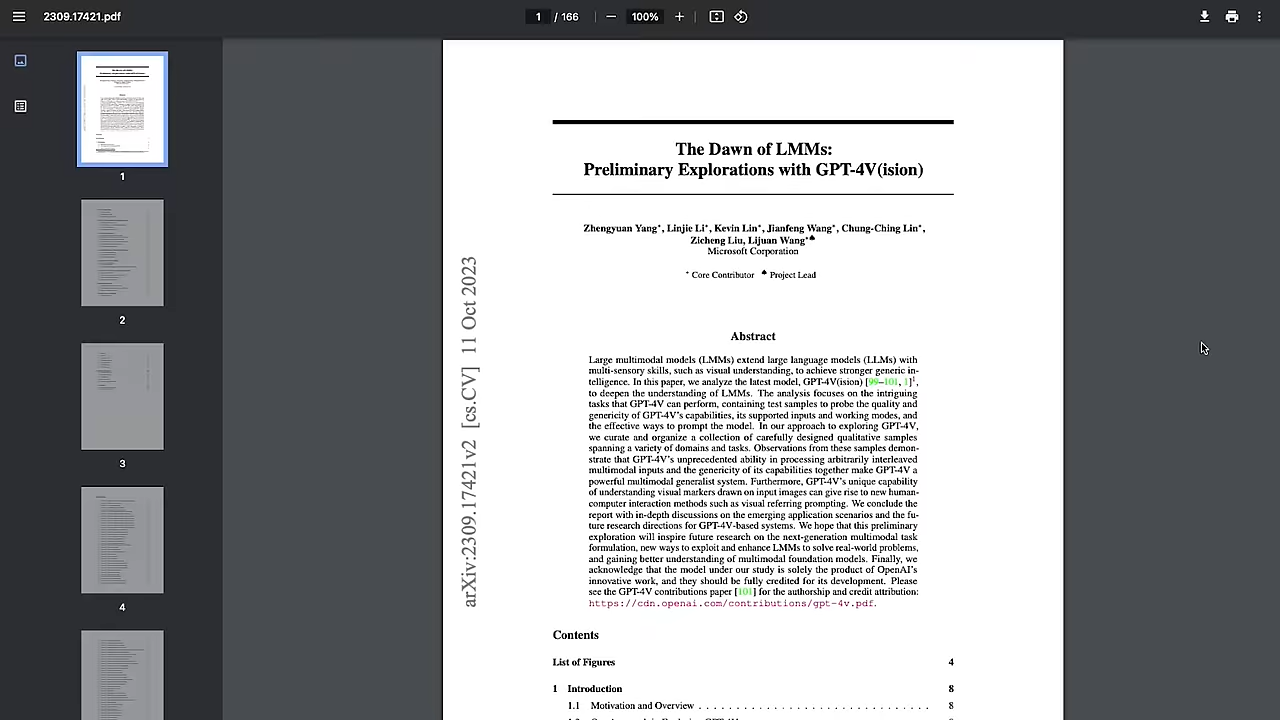 2309.17421.pdf
1 / 166
100%
1
2
3
4
The Dawn of LMMs:
Preliminary Explorations with GPT-4V(ision)
Zhengyuan Yang*, Linjie Li*, Kevin Lin*, Jianfeng Wang*, Chung-Ching Lin*,
Zicheng Liu, Lijuan Wang*♠
Microsoft Corporation
* Core Contributor ♠ Project Lead
arXiv:2309.17421v2 [cs.CV] 11 Oct 2023
Abstract
Large multimodal models (LMMs) extend large language models (LLMs) with
multi-sensory skills, such as visual understanding, to achieve stronger generic in-
telligence. In this paper, we analyze the latest model, GPT-4V(ision) [99–101, 1]1,
to deepen the understanding of LMMs. The analysis focuses on the intriguing
tasks that GPT-4V can perform, containing test samples to probe the quality and
genericity of GPT-4V's capabilities, its supported inputs and working modes, and
the effective ways to prompt the model. In our approach to exploring GPT-4V,
we curate and organize a collection of carefully designed qualitative samples
spanning a variety of domains and tasks. Observations from these samples demon-
strate that GPT-4V's unprecedented ability in processing arbitrarily interleaved
multimodal inputs and the genericity of its capabilities together make GPT-4V a
powerful multimodal generalist system. Furthermore, GPT-4V's unique capability
of understanding visual markers drawn on input images can give rise to new human-
computer interaction methods such as visual referring prompting. We conclude the
report with in-depth discussions on the emerging application scenarios and the fu-
ture research directions for GPT-4V-based systems. We hope that this preliminary
exploration will inspire future research on the next-generation multimodal task
formulation, new ways to exploit and enhance LMMs to solve real-world problems,
and gaining better understanding of multimodal foundation models. Finally, we
acknowledge that the model under our study is solely the product of OpenAI's
innovative work, and they should be fully credited for its development. Please
see the GPT-4V contributions paper [101] for the authorship and credit attribution:
https://cdn.openai.com/contributions/gpt-4v.pdf.
Contents
List of Figures 4
1 Introduction 8
1.1 Motivation and Overview . . . . . . . . . . . . . . . . . . . . . . . . 8